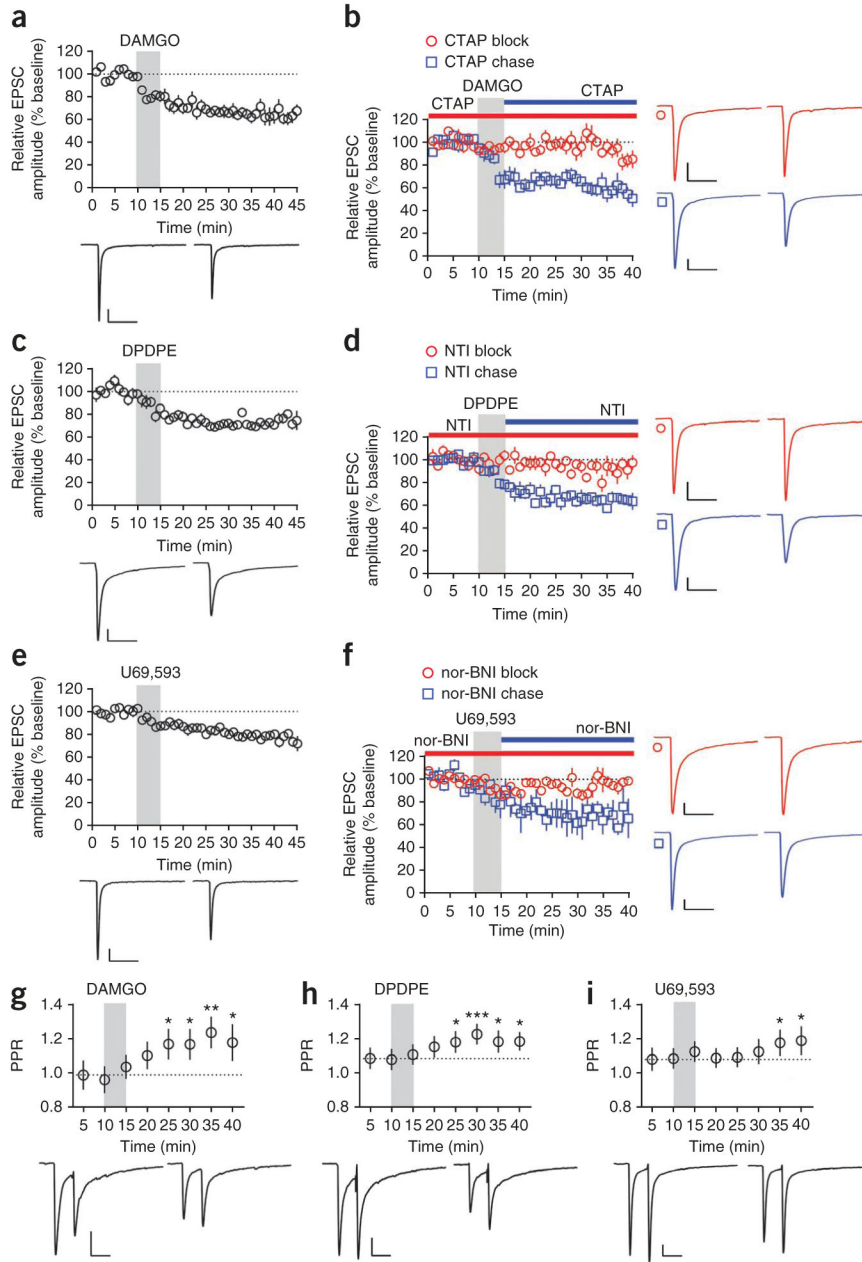 a
DAMGO
120
100
80
60
40
20
0
Relative EPSC
amplitude (% baseline)
0 5 10 15 20 25 30 35 40 45
Time (min)
b
CTAP block
CTAP chase
DAMGO
CTAP
CTAP
120
100
80
60
40
20
0
Relative EPSC
amplitude (% baseline)
0 5 10 15 20 25 30 35 40
Time (min)
c
DPDPE
120
100
80
60
40
20
0
Relative EPSC
amplitude (% baseline)
0 5 10 15 20 25 30 35 40 45
Time (min)
d
NTI block
NTI chase
DPDPE
NTI
NTI
120
100
80
60
40
20
0
Relative EPSC
amplitude (% baseline)
0 5 10 15 20 25 30 35 40
Time (min)
e
U69,593
120
100
80
60
40
20
0
Relative EPSC
amplitude (% baseline)
0 5 10 15 20 25 30 35 40 45
Time (min)
f
nor-BNI block
nor-BNI chase
U69,593
nor-BNI
nor-BNI
120
100
80
60
40
20
0
Relative EPSC
amplitude (% baseline)
0 5 10 15 20 25 30 35 40
Time (min)
g
DAMGO
1.4
1.2
1.0
0.8
PPR
* * ** *
5 10 15 20 25 30 35 40
Time (min)
h
DPDPE
1.4
1.2
1.0
0.8
PPR
* *** * *
5 10 15 20 25 30 35 40
Time (min)
i
U69,593
1.4
1.2
1.0
0.8
PPR
* *
5 10 15 20 25 30 35 40
Time (min)